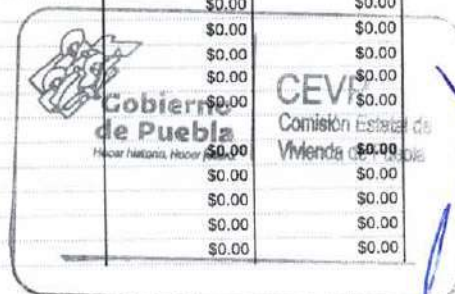 $0.00 $0.00
$0.00 $0.00
$0.00 $0.00
$0.00 $0.00
$0.00 $0.00
Gobierno
de Puebla
Hacer historia. Hacer
CEVP
Comisión Estatal de
Vivienda de Puebla
$0.00 $0.00
$0.00 $0.00
$0.00 $0.00
$0.00 $0.00
$0.00 $0.00